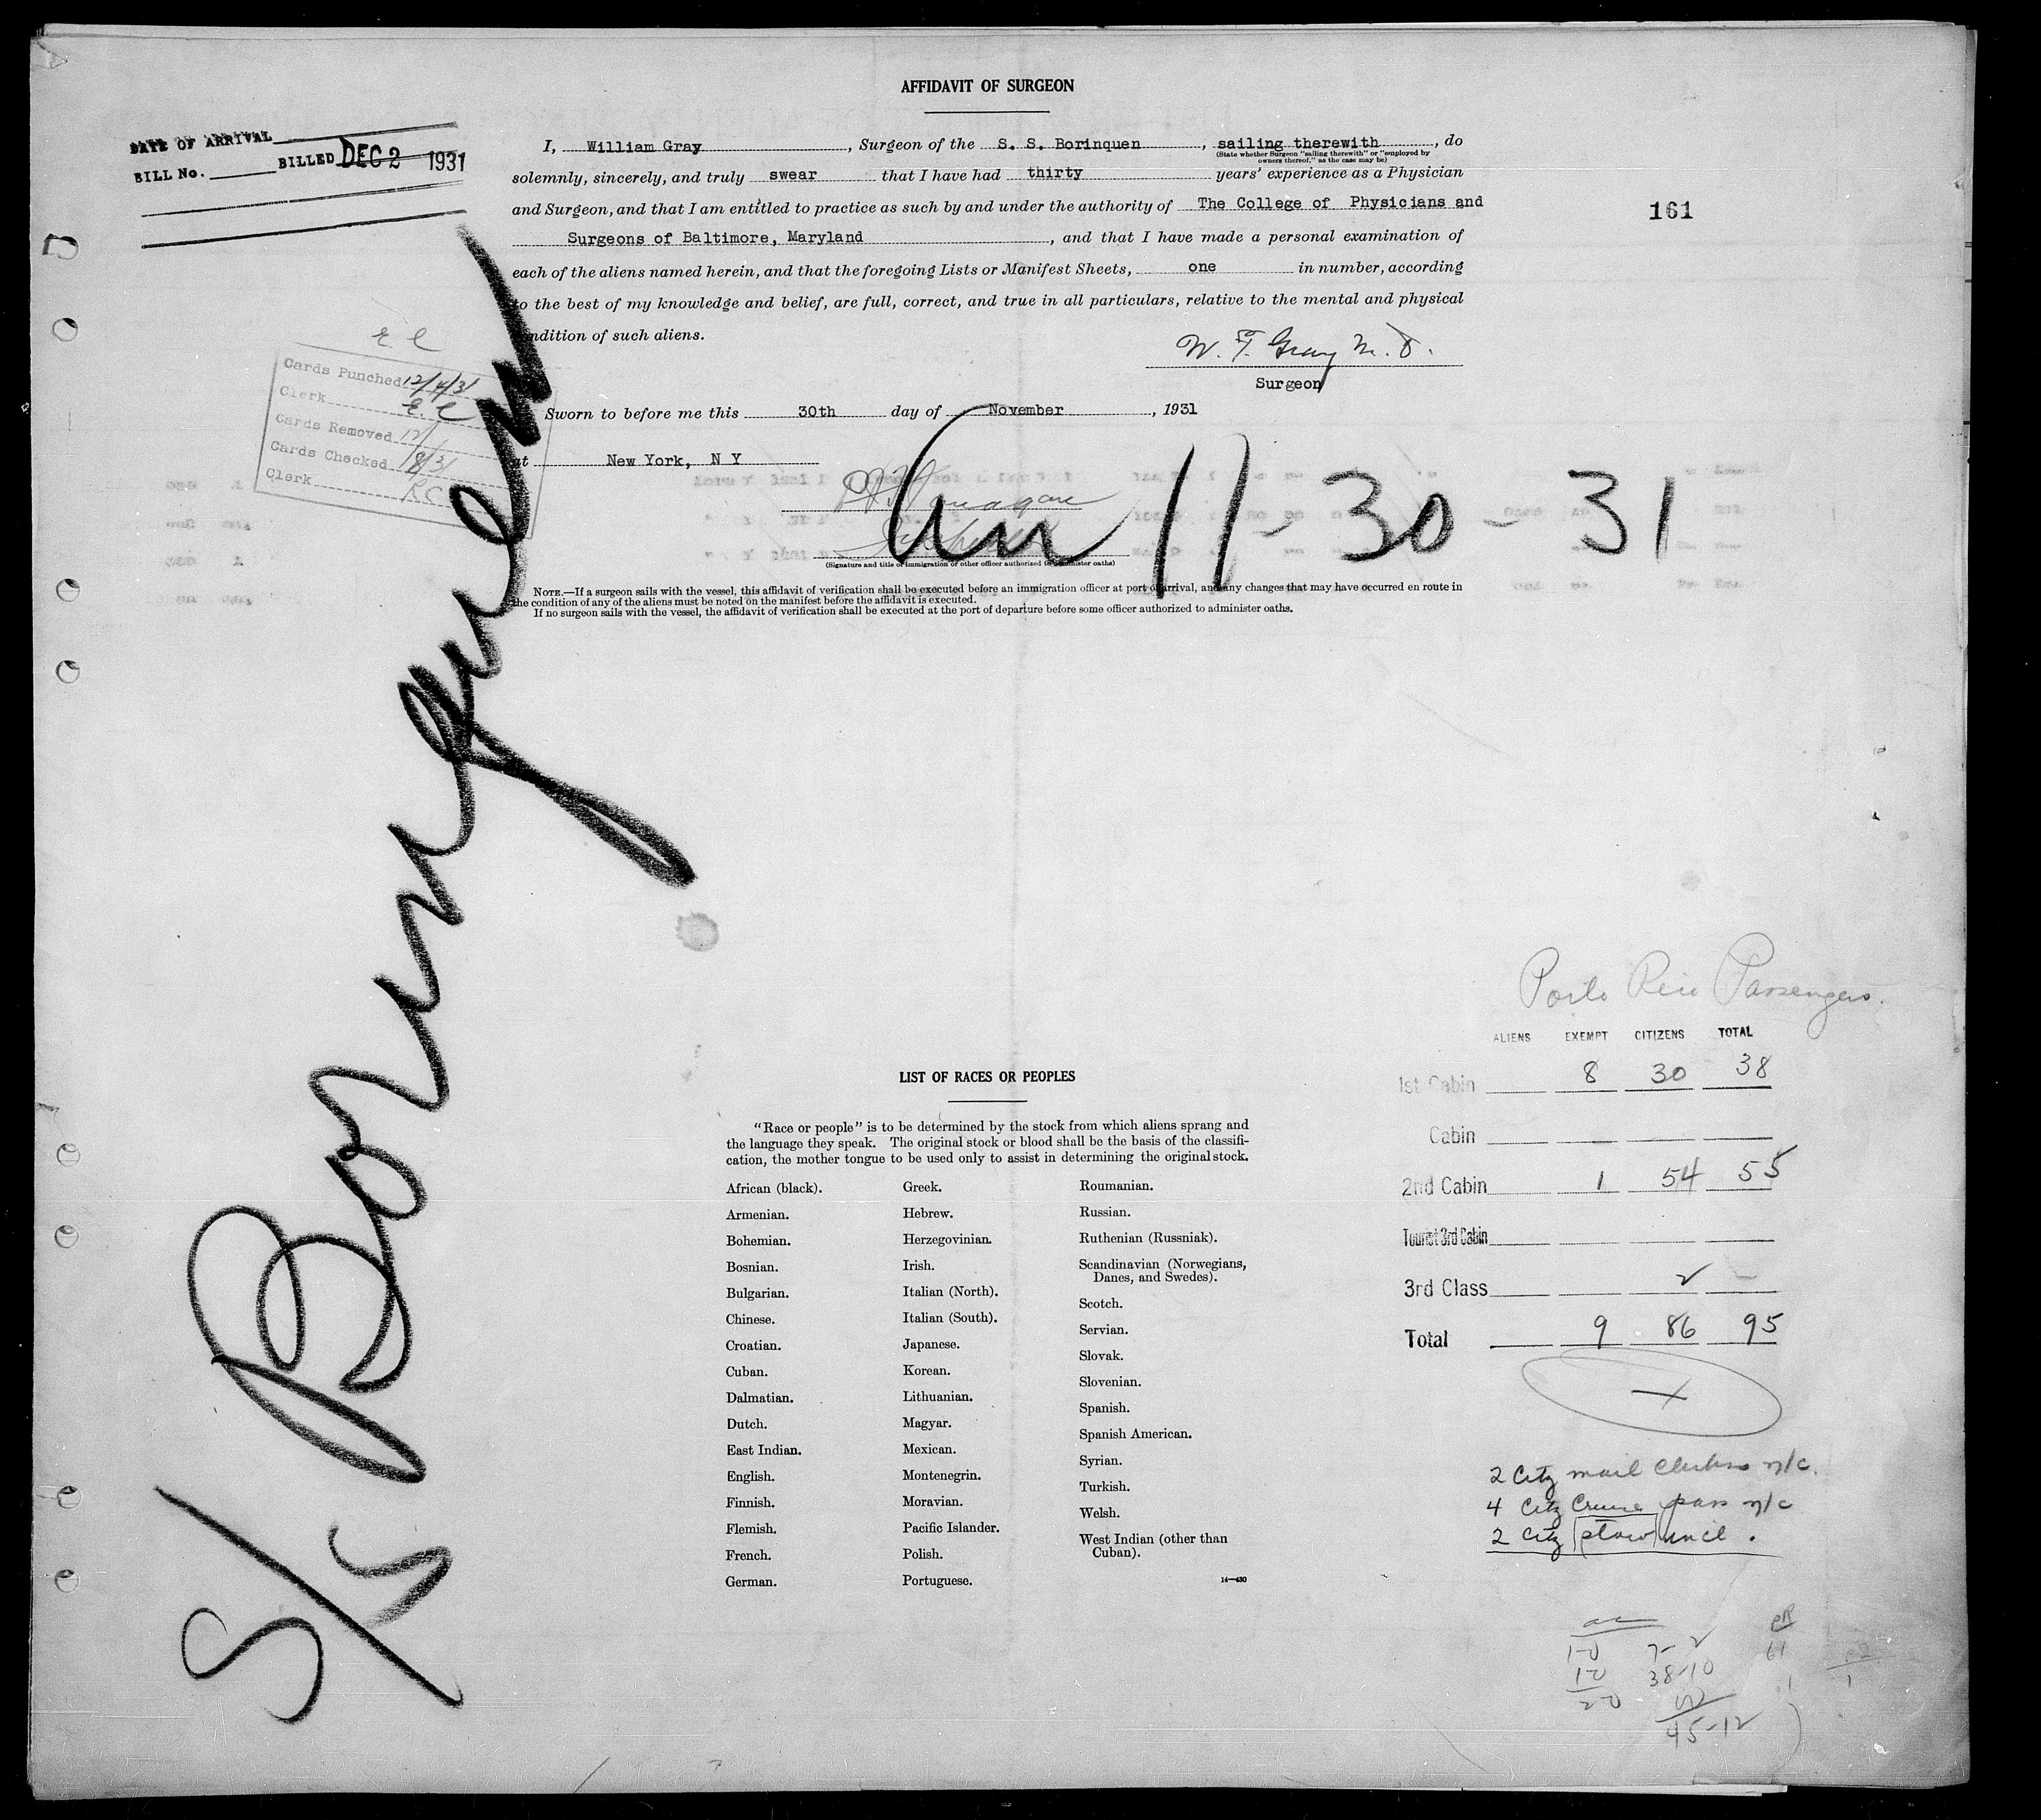 AFFIDAVIT OF SURGEON
DATE OF ARRIVAL
BILL No. BILLED DEC 2 1931
I, William Gray, Surgeon of the S. S. Borinquen, sailing therewith, do
(State whether Surgeon "sailing therewith" or "employed by
owners thereof," as the case may be)
solemnly, sincerely, and truly swear that I have had thirty years' experience as a Physician
and Surgeon, and that I am entitled to practice as such by and under the authority of The College of Physicians and
Surgeons of Baltimore, Maryland, and that I have made a personal examination of
each of the aliens named herein, and that the foregoing Lists or Manifest Sheets, one in number, according
to the best of my knowledge and belief, are full, correct, and true in all particulars, relative to the mental and physical
condition of such aliens.
161
W. F. Gray M. D.
Surgeon
Sworn to before me this 30th day of November, 1931
at New York, N Y
(Signature and title of immigration or other officer authorized to administer oaths)
Arr 11-30-31
NOTE.—If a surgeon sails with the vessel, this affidavit of verification shall be executed before an immigration officer at port of arrival, and any changes that may have occurred en route in
the condition of any of the aliens must be noted on the manifest before the affidavit is executed.
If no surgeon sails with the vessel, the affidavit of verification shall be executed at the port of departure before some officer authorized to administer oaths.
E C
Cards Punched 12/4/31
Clerk E. C
Cards Removed 12/
Cards Checked 8/31
Clerk RS
S/S Borinquen
LIST OF RACES OR PEOPLES
"Race or people" is to be determined by the stock from which aliens sprang and
the language they speak. The original stock or blood shall be the basis of the classifi-
cation, the mother tongue to be used only to assist in determining the original stock.
African (black).
Armenian.
Bohemian.
Bosnian.
Bulgarian.
Chinese.
Croatian.
Cuban.
Dalmatian.
Dutch.
East Indian.
English.
Finnish.
Flemish.
French.
German.
Greek.
Hebrew.
Herzegovinian.
Irish.
Italian (North).
Italian (South).
Japanese.
Korean.
Lithuanian.
Magyar.
Mexican.
Montenegrin.
Moravian.
Pacific Islander.
Polish.
Portuguese.
Roumanian.
Russian.
Ruthenian (Russniak).
Scandinavian (Norwegians,
Danes, and Swedes).
Scotch.
Servian.
Slovak.
Slovenian.
Spanish.
Spanish American.
Syrian.
Turkish.
Welsh.
West Indian (other than
Cuban).
14—430
Porto Rico Passengers.
ALIENS EXEMPT CITIZENS TOTAL
1st Cabin 8 30 38
Cabin
2nd Cabin 1 54 55
Tourist 3rd Cabin
3rd Class 2
Total 9 86 95
2 City mail clerks n/c.
4 City Cruise pass n/c
2 City stow incl.
38-10
45-12
61